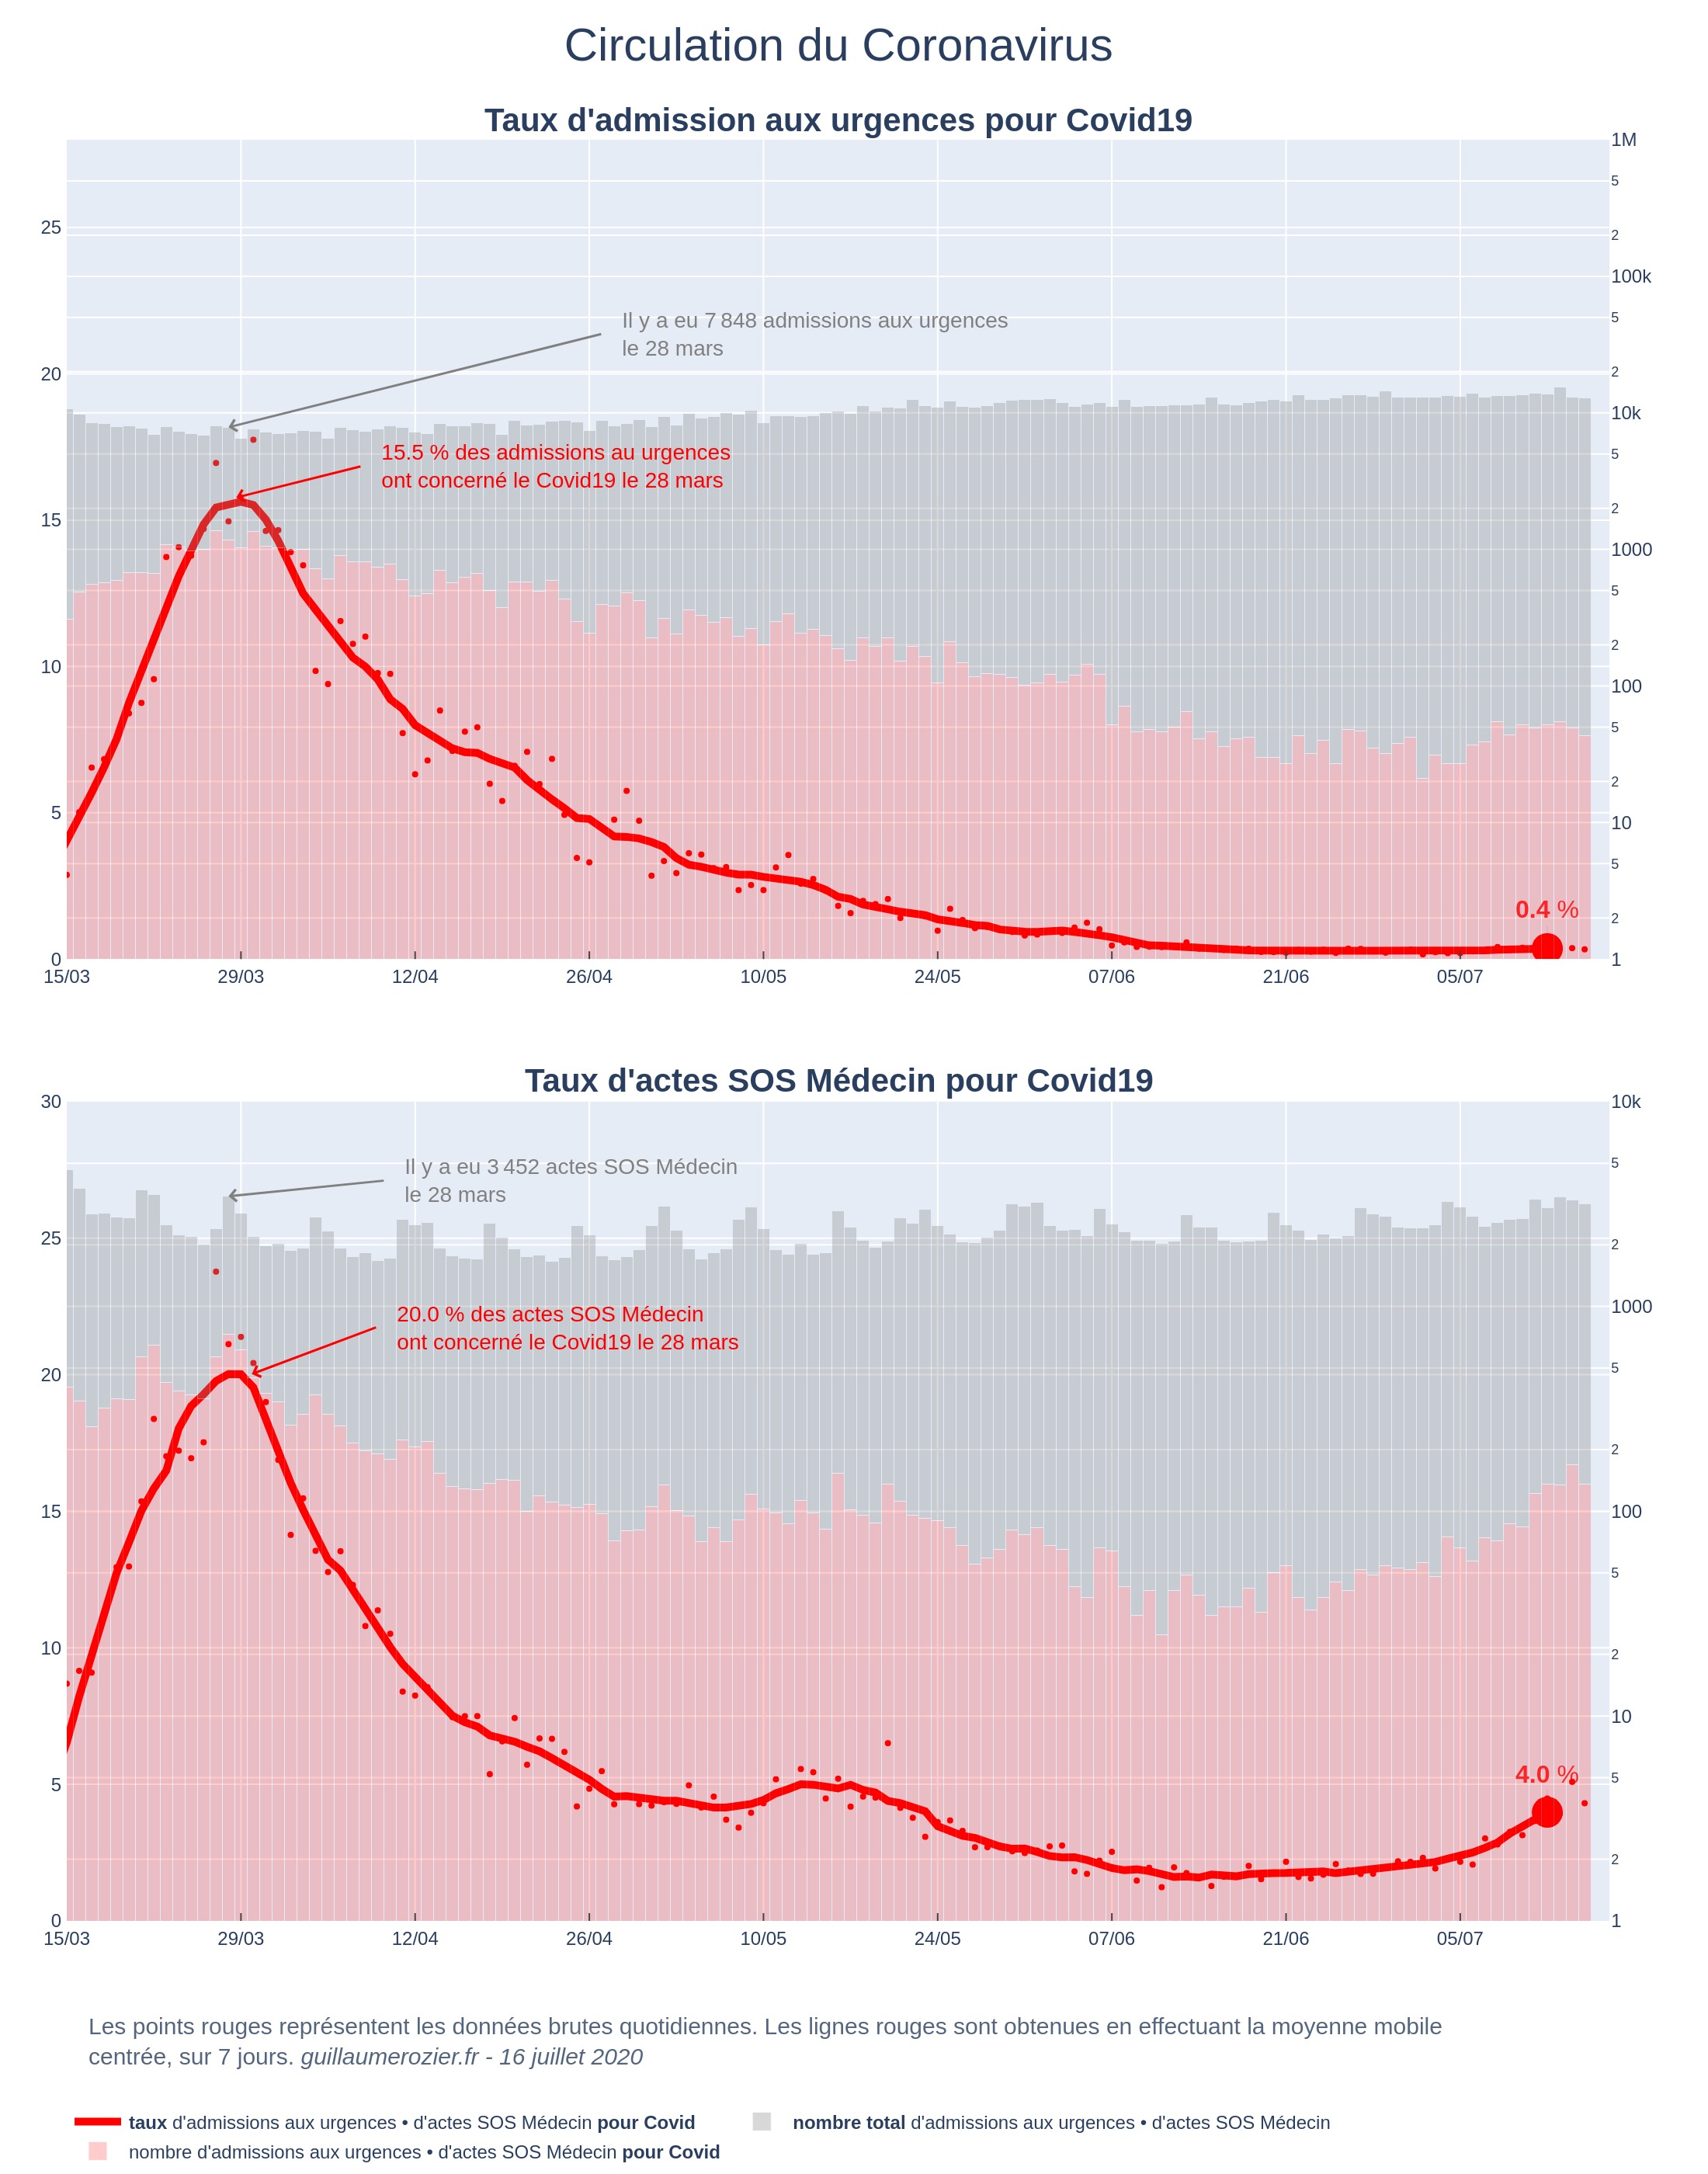 Circulation du Coronavirus
Taux d'admission aux urgences pour Covid19
1M
5
25
2
100k
Il y a eu 7 848 admissions aux urgences
le 28 mars
5
20
2
10k
15.5 % des admissions au urgences
ont concerné le Covid19 le 28 mars
5
15
2
1000
5
10
2
100
5
5
2
10
5
0.4 %
2
0
1
15/03 29/03 12/04 26/04 10/05 24/05 07/06 21/06 05/07
Taux d'actes SOS Médecin pour Covid19
30
10k
Il y a eu 3 452 actes SOS Médecin
le 28 mars
5
25
2
20.0 % des actes SOS Médecin
ont concerné le Covid19 le 28 mars
1000
20
5
2
15
100
5
10
2
10
5
4.0 %
5
2
0
1
15/03 29/03 12/04 26/04 10/05 24/05 07/06 21/06 05/07
Les points rouges représentent les données brutes quotidiennes. Les lignes rouges sont obtenues en effectuant la moyenne mobile
centrée, sur 7 jours. guillaumerozier.fr - 16 juillet 2020
taux d'admissions aux urgences • d'actes SOS Médecin pour Covid
nombre total d'admissions aux urgences • d'actes SOS Médecin
nombre d'admissions aux urgences • d'actes SOS Médecin pour Covid